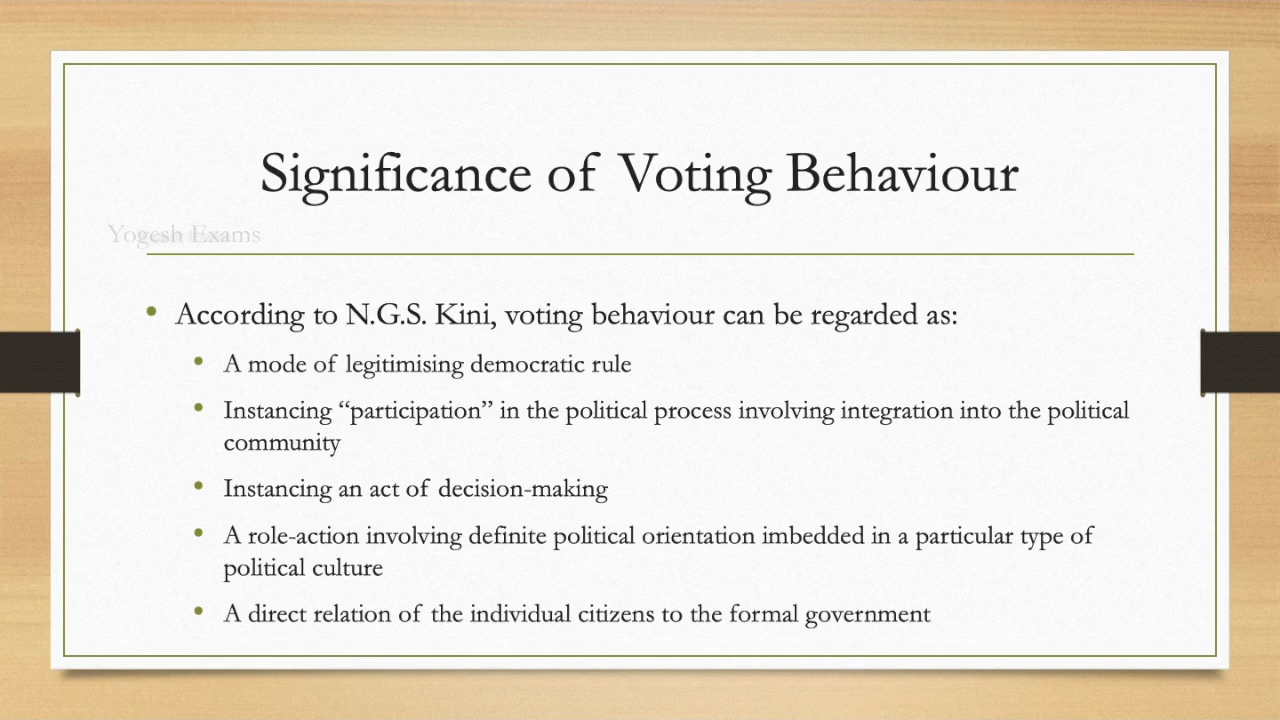 Significance of Voting Behaviour
Yogesh Exams
• According to N.G.S. Kini, voting behaviour can be regarded as:
• A mode of legitimising democratic rule
• Instancing “participation” in the political process involving integration into the political
community
• Instancing an act of decision-making
• A role-action involving definite political orientation imbedded in a particular type of
political culture
• A direct relation of the individual citizens to the formal government